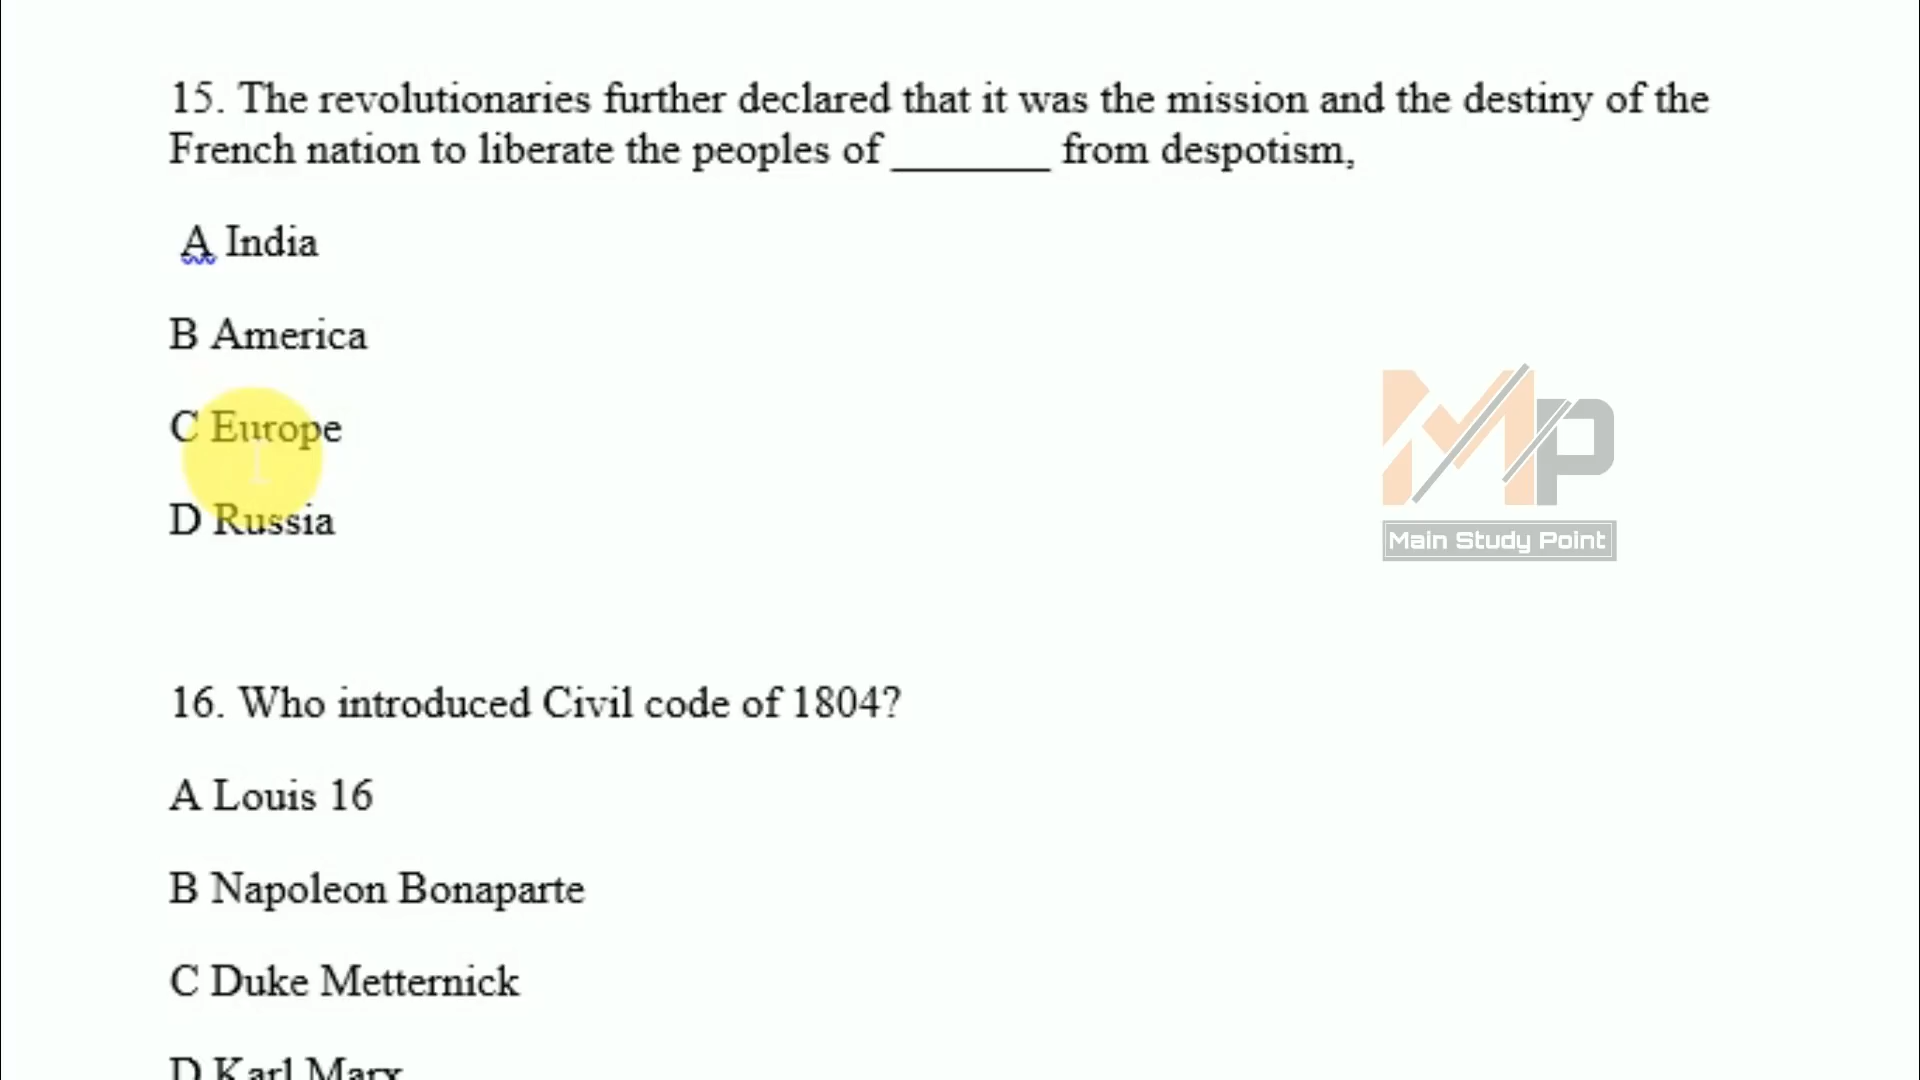 15. The revolutionaries further declared that it was the mission and the destiny of the
French nation to liberate the peoples of ________ from despotism,
A India
B America
C Europe
D Russia
MP
Main Study Point
16. Who introduced Civil code of 1804?
A Louis 16
B Napoleon Bonaparte
C Duke Metternick
D Karl Marx